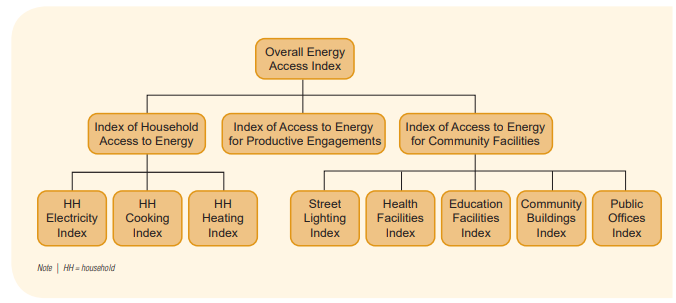 Overall Energy
Access Index
Index of Household
Access to Energy
Index of Access to Energy
for Productive Engagements
Index of Access to Energy
for Community Facilities
HH
Electricity
Index
HH
Cooking
Index
HH
Heating
Index
Street
Lighting
Index
Health
Facilities
Index
Education
Facilities
Index
Community
Buildings
Index
Public
Offices
Index
Note | HH = household